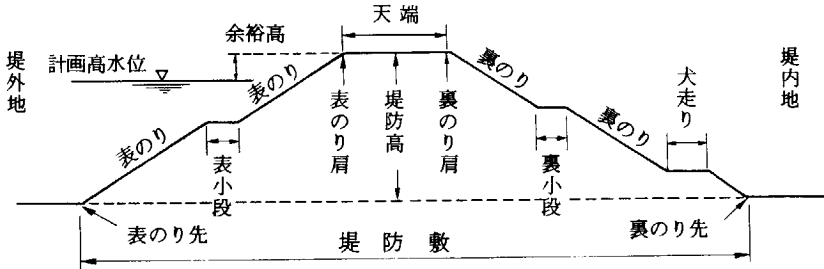 天端
余裕高
計画高水位
堤外地
表のり
表のり
表小段
表のり肩
堤防高
裏のり肩
裏のり
裏小段
裏のり
犬走り
堤内地
表のり先
裏のり先
堤防敷